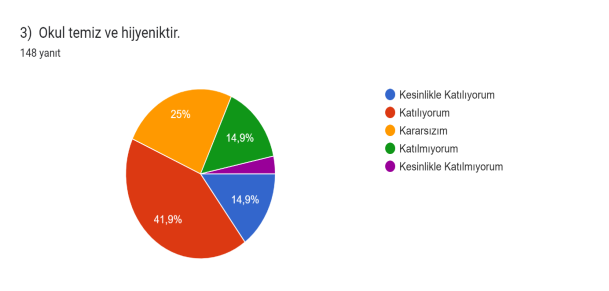 3) Okul temiz ve hijyeniktir.
148 yanıt
25%
14,9%
14,9%
41,9%
Kesinlikle Katılıyorum
Katılıyorum
Kararsızım
Katılmıyorum
Kesinlikle Katılmıyorum